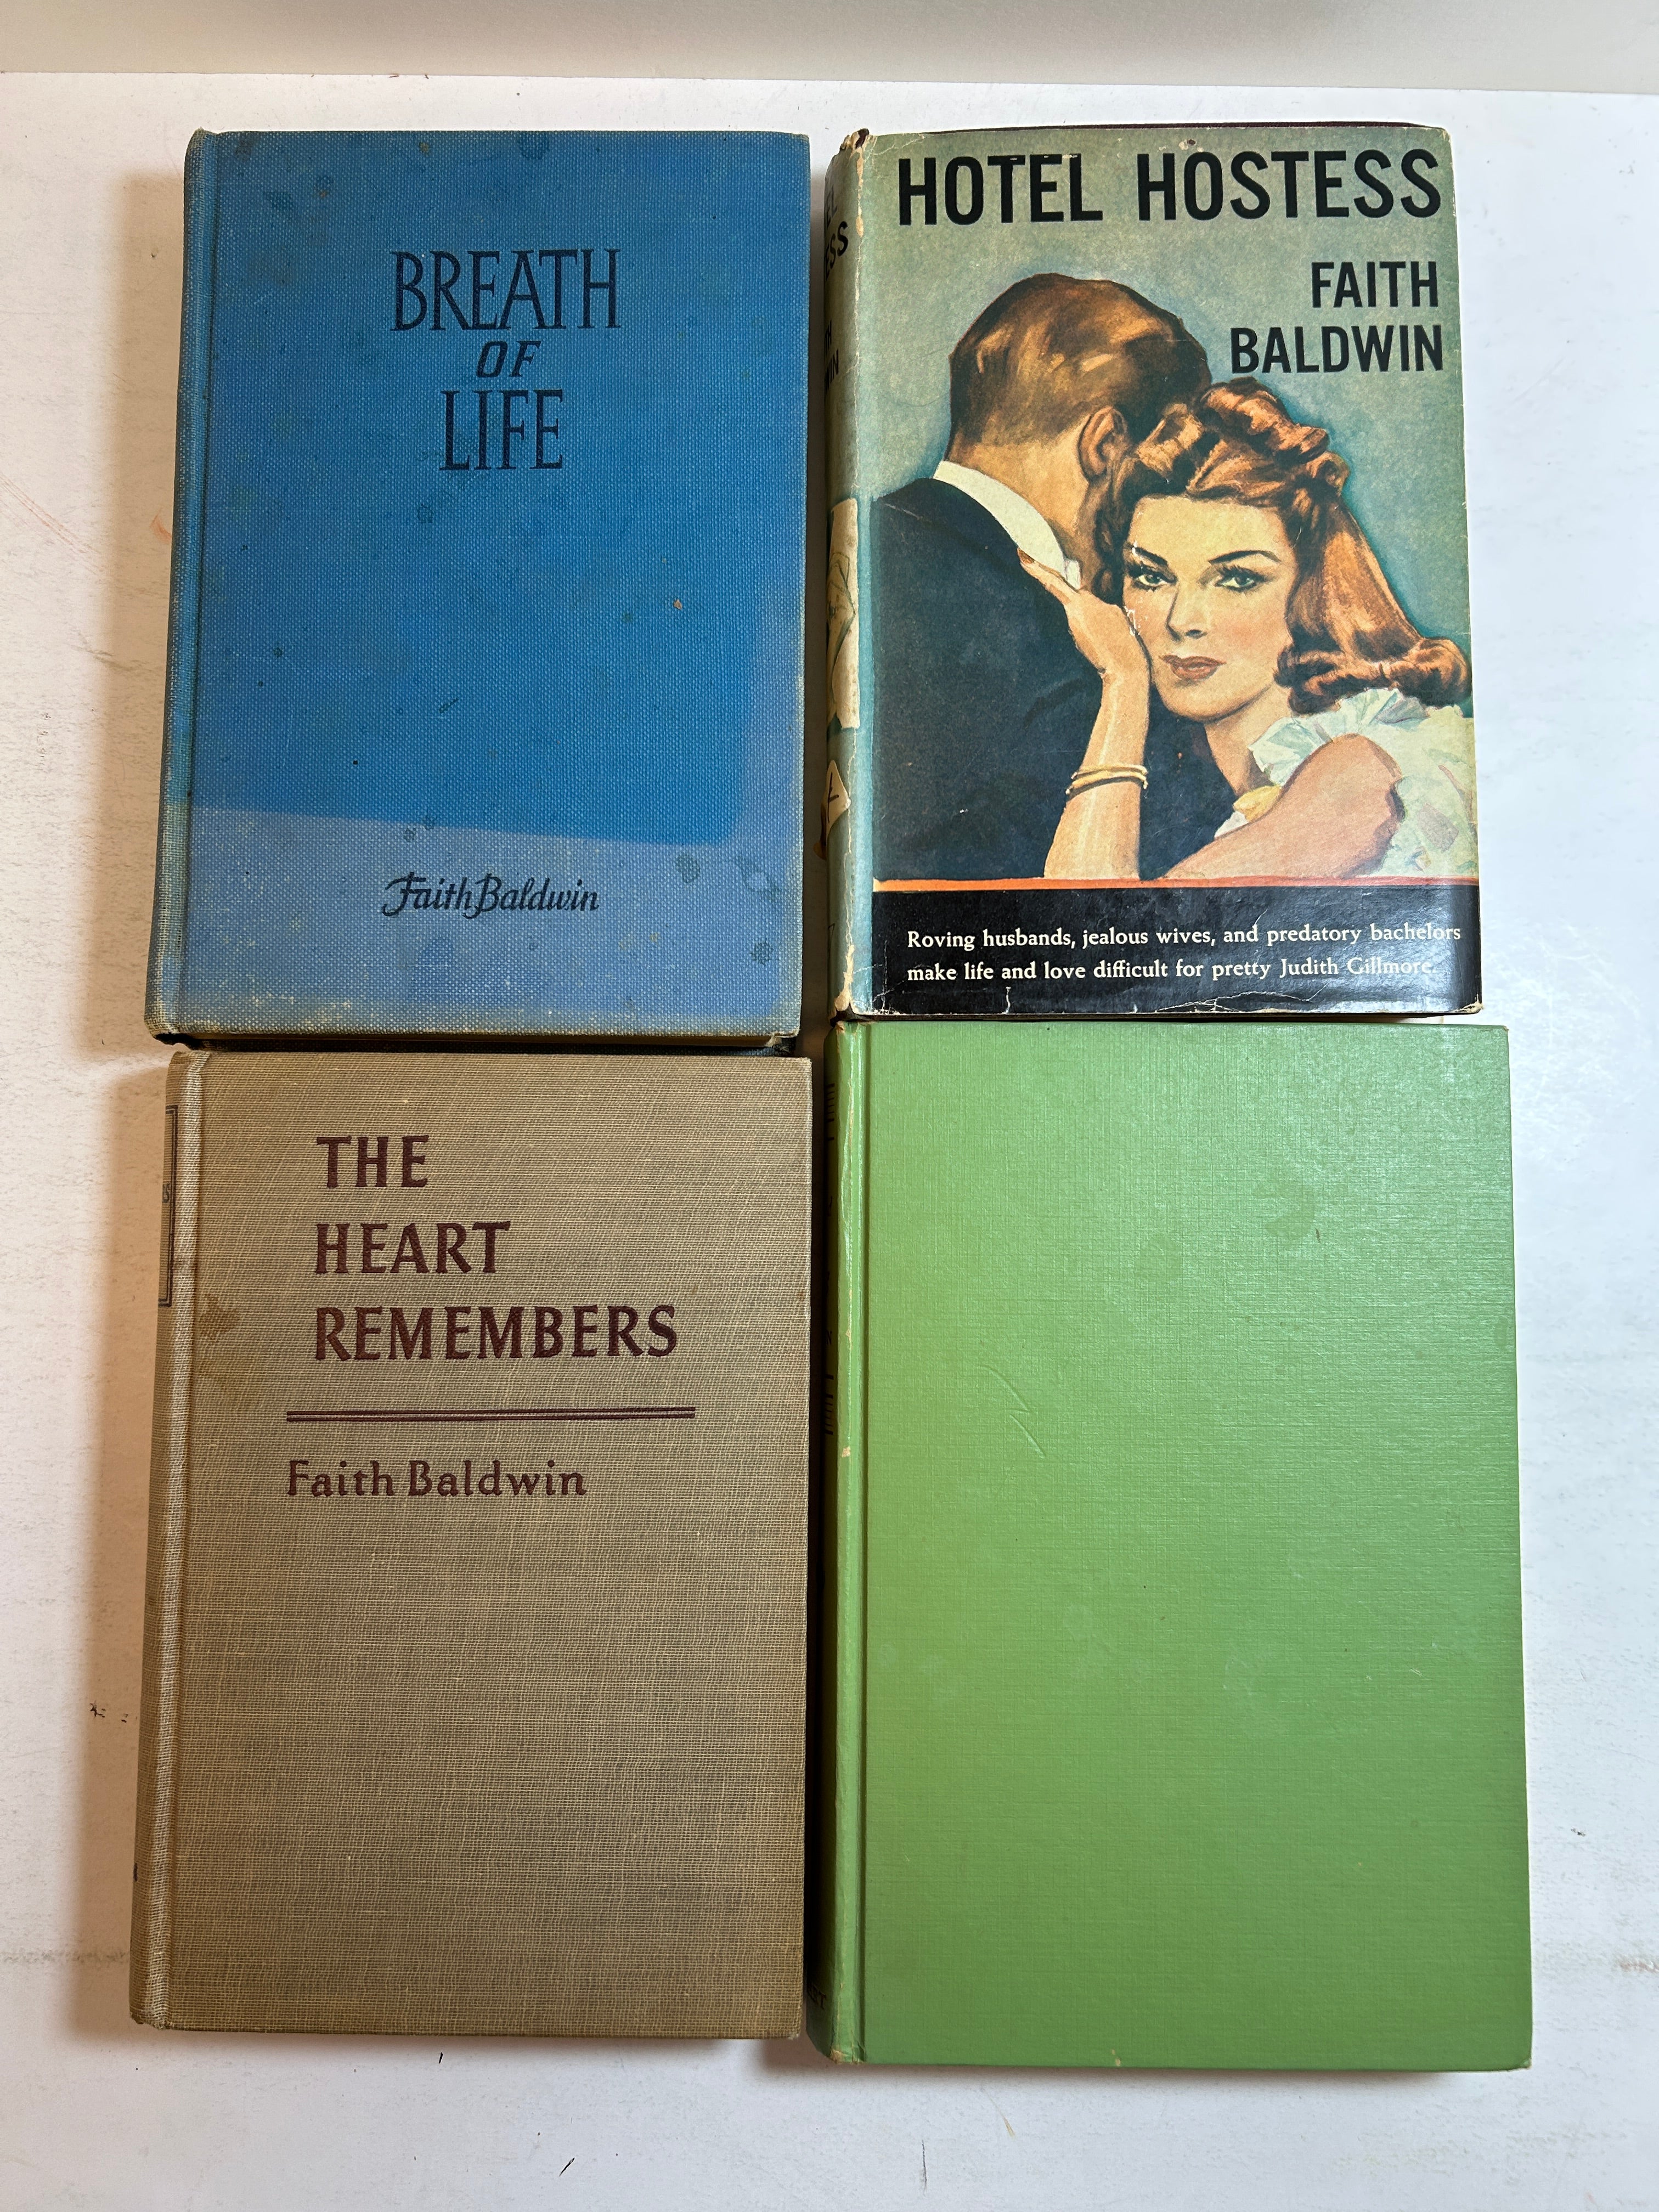 BREATH
OF
LIFE
Faith Baldwin
HOTEL HOSTESS
FAITH
BALDWIN
Roving husbands, jealous wives, and predatory bachelors
make life and love difficult for pretty Judith Gillmore.
THE
HEART
REMEMBERS
Faith Baldwin